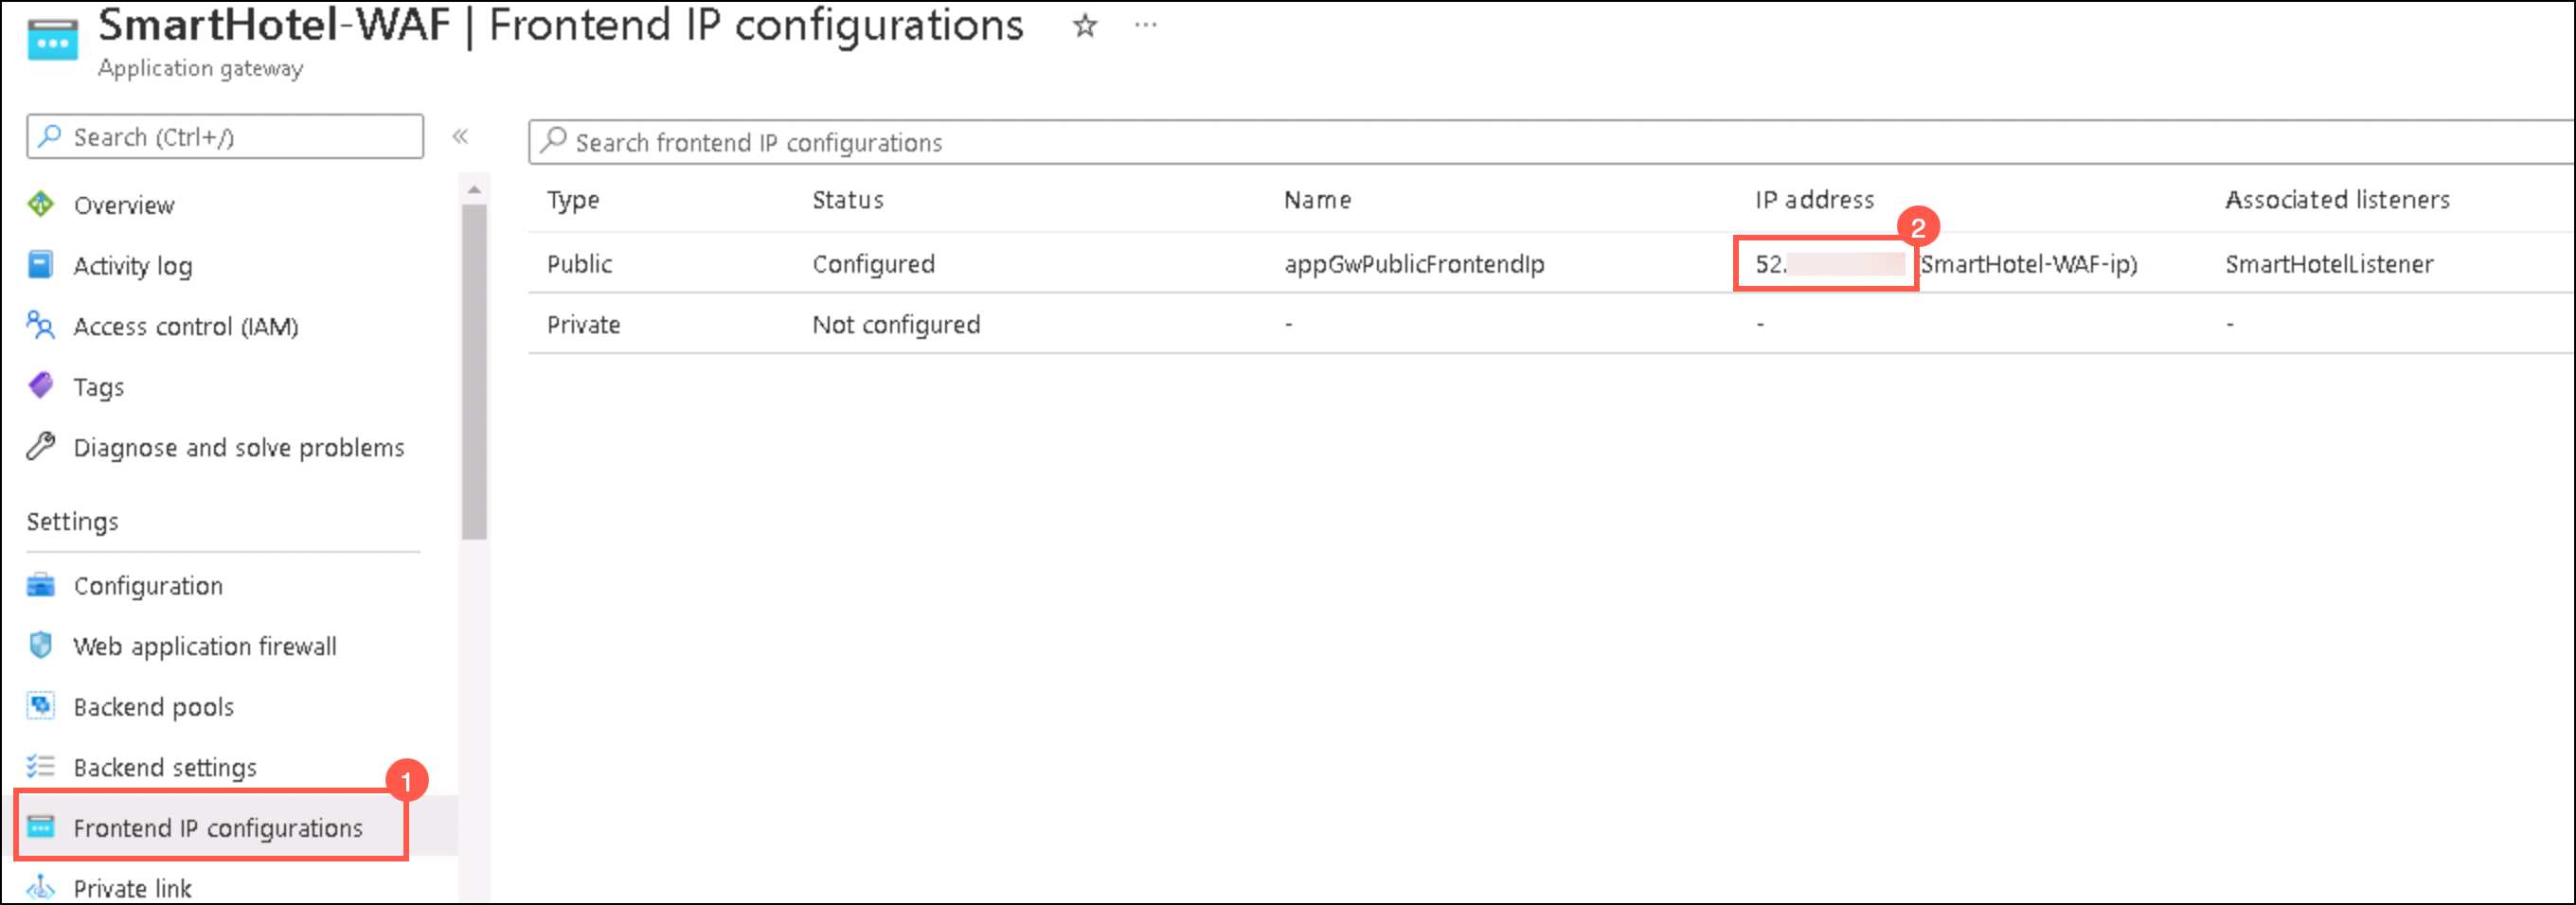 SmartHotel-WAF | Frontend IP configurations ☆ ...
Application gateway
Search (Ctrl+/) «
Overview
Activity log
Access control (IAM)
Tags
Diagnose and solve problems
Settings
Configuration
Web application firewall
Backend pools
Backend settings
1
Frontend IP configurations
Private link
Search frontend IP configurations
Type Status Name IP address Associated listeners
2
Public Configured appGwPublicFrontendIp 52. (SmartHotel-WAF-ip) SmartHotelListener
Private Not configured - - -